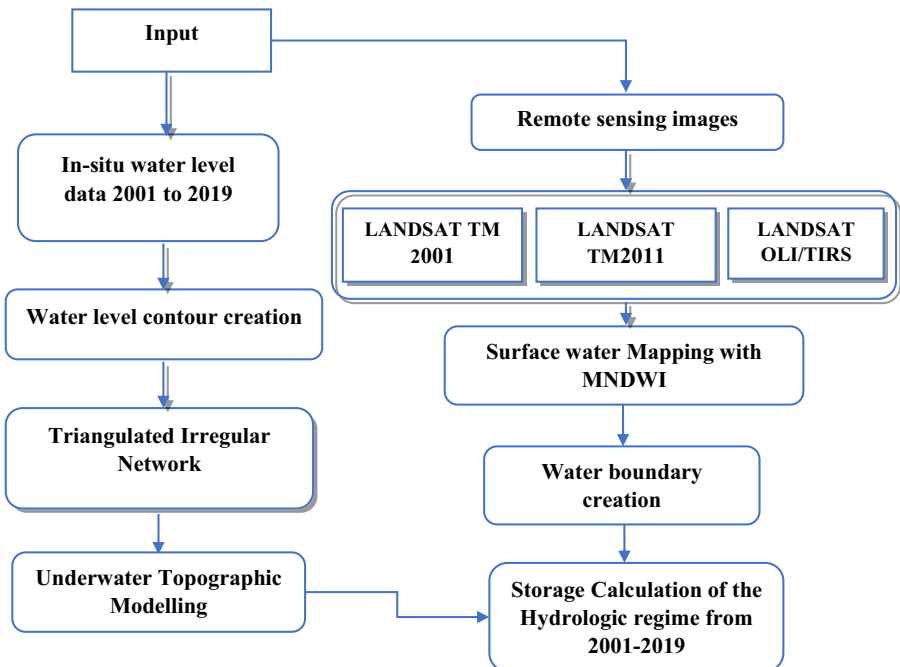 Input
Remote sensing images
In-situ water level
data 2001 to 2019
LANDSAT TM
2001
LANDSAT
TM2011
LANDSAT
OLI/TIRS
Water level contour creation
Surface water Mapping with
MNDWI
Triangulated Irregular
Network
Water boundary
creation
Underwater Topographic
Modelling
Storage Calculation of the
Hydrologic regime from
2001-2019